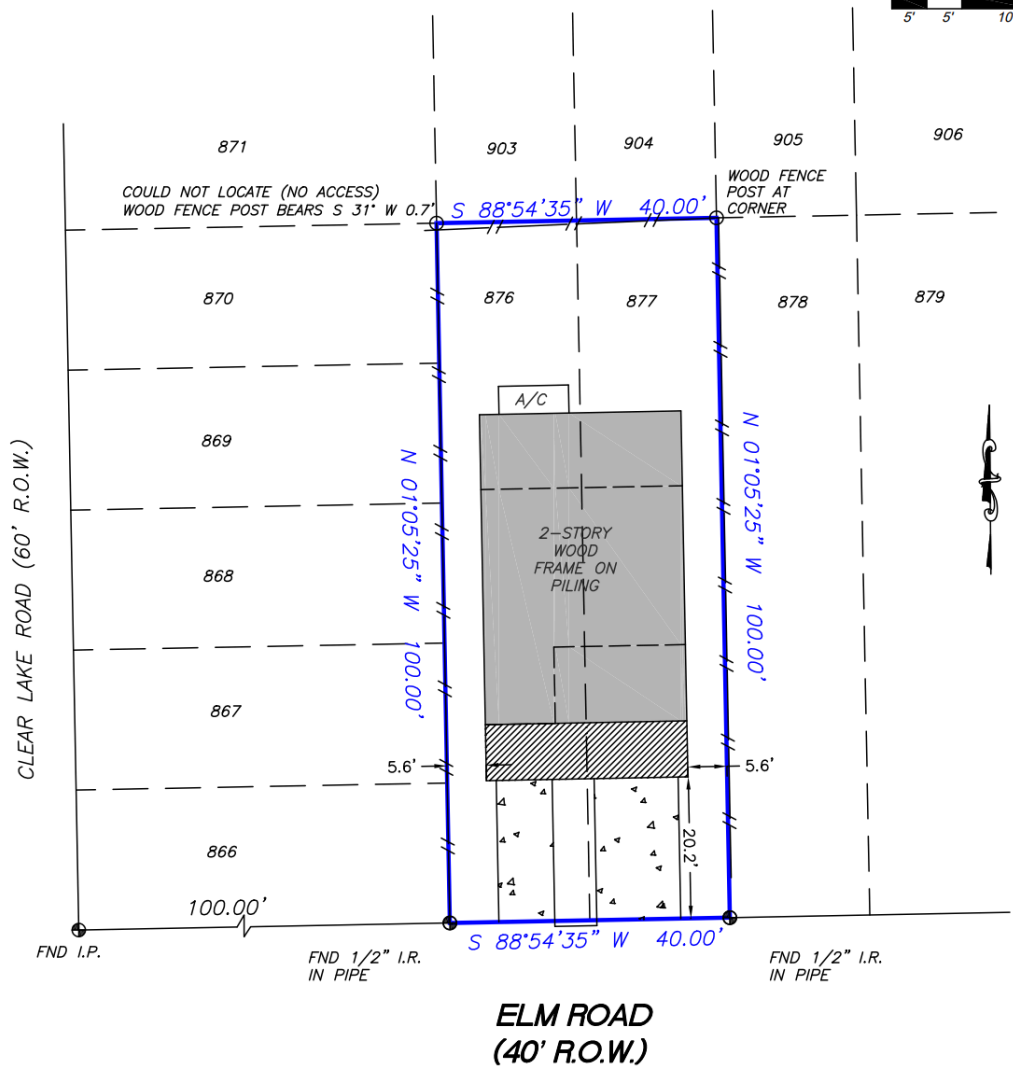 5' 5' 10
871
903
904
905
906
COULD NOT LOCATE (NO ACCESS)
WOOD FENCE POST BEARS S 31° W 0.7'
S 88°54'35" W 40.00'
WOOD FENCE
POST AT
CORNER
870
876
877
878
879
A/C
869
CLEAR LAKE ROAD (60' R.O.W.)
N 01°05'25" W 100.00'
N 01°05'25" W 100.00'
2-STORY
WOOD
FRAME ON
PILING
868
867
5.6'
5.6'
20.2'
866
100.00'
FND I.P.
FND 1/2" I.R.
IN PIPE
S 88°54'35" W 40.00'
FND 1/2" I.R.
IN PIPE
ELM ROAD
(40' R.O.W.)